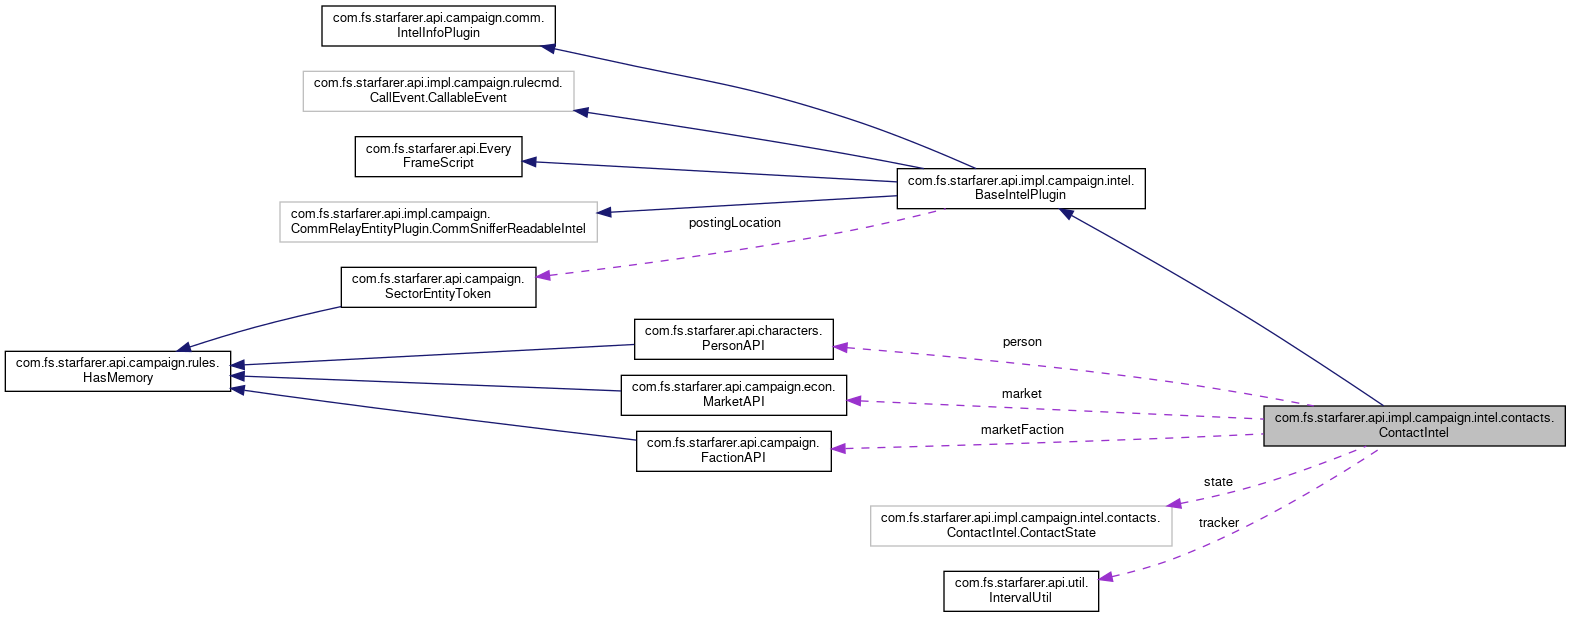 com.fs.starfarer.api.campaign.comm.
IntelInfoPlugin
com.fs.starfarer.api.impl.campaign.rulecmd.
CallEvent.CallableEvent
com.fs.starfarer.api.Every
FrameScript
com.fs.starfarer.api.impl.campaign.intel.
BaseIntelPlugin
com.fs.starfarer.api.impl.campaign.
CommRelayEntityPlugin.CommSnifferReadableIntel
postingLocation
com.fs.starfarer.api.campaign.
SectorEntityToken
com.fs.starfarer.api.characters.
PersonAPI
person
com.fs.starfarer.api.campaign.rules.
HasMemory
com.fs.starfarer.api.campaign.econ.
MarketAPI
market
com.fs.starfarer.api.impl.campaign.intel.contacts.
ContactIntel
marketFaction
com.fs.starfarer.api.campaign.
FactionAPI
state
com.fs.starfarer.api.impl.campaign.intel.contacts.
ContactIntel.ContactState
tracker
com.fs.starfarer.api.util.
IntervalUtil